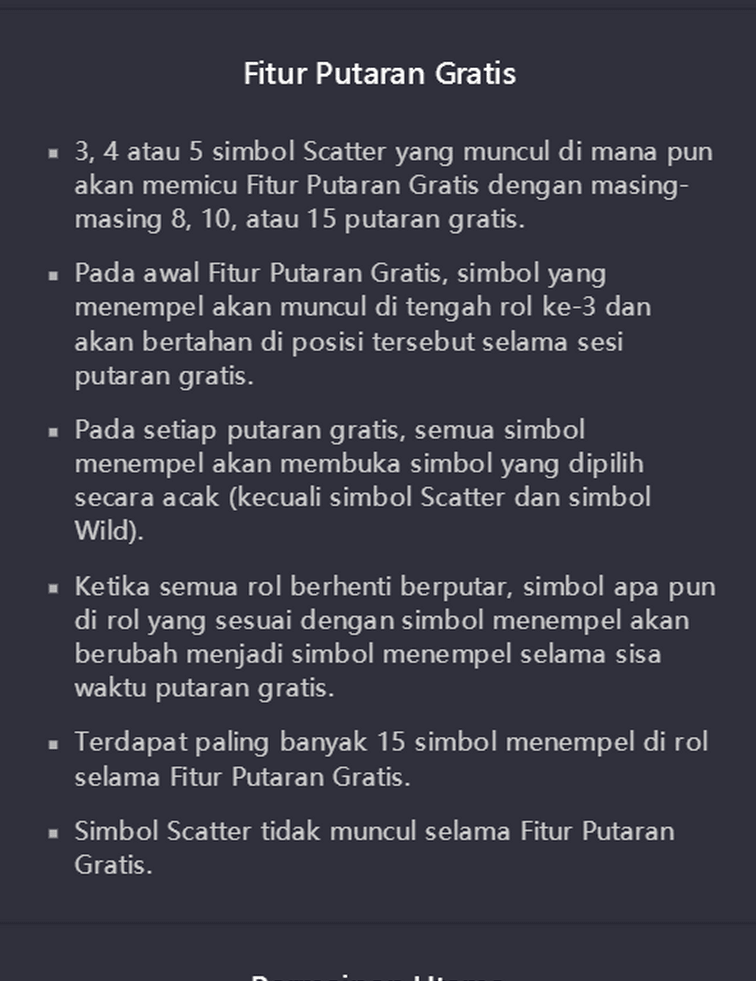 Fitur Putaran Gratis
▪ 3, 4 atau 5 simbol Scatter yang muncul di mana pun
akan memicu Fitur Putaran Gratis dengan masing-
masing 8, 10, atau 15 putaran gratis.
▪ Pada awal Fitur Putaran Gratis, simbol yang
menempel akan muncul di tengah rol ke-3 dan
akan bertahan di posisi tersebut selama sesi
putaran gratis.
▪ Pada setiap putaran gratis, semua simbol
menempel akan membuka simbol yang dipilih
secara acak (kecuali simbol Scatter dan simbol
Wild).
▪ Ketika semua rol berhenti berputar, simbol apa pun
di rol yang sesuai dengan simbol menempel akan
berubah menjadi simbol menempel selama sisa
waktu putaran gratis.
▪ Terdapat paling banyak 15 simbol menempel di rol
selama Fitur Putaran Gratis.
▪ Simbol Scatter tidak muncul selama Fitur Putaran
Gratis.